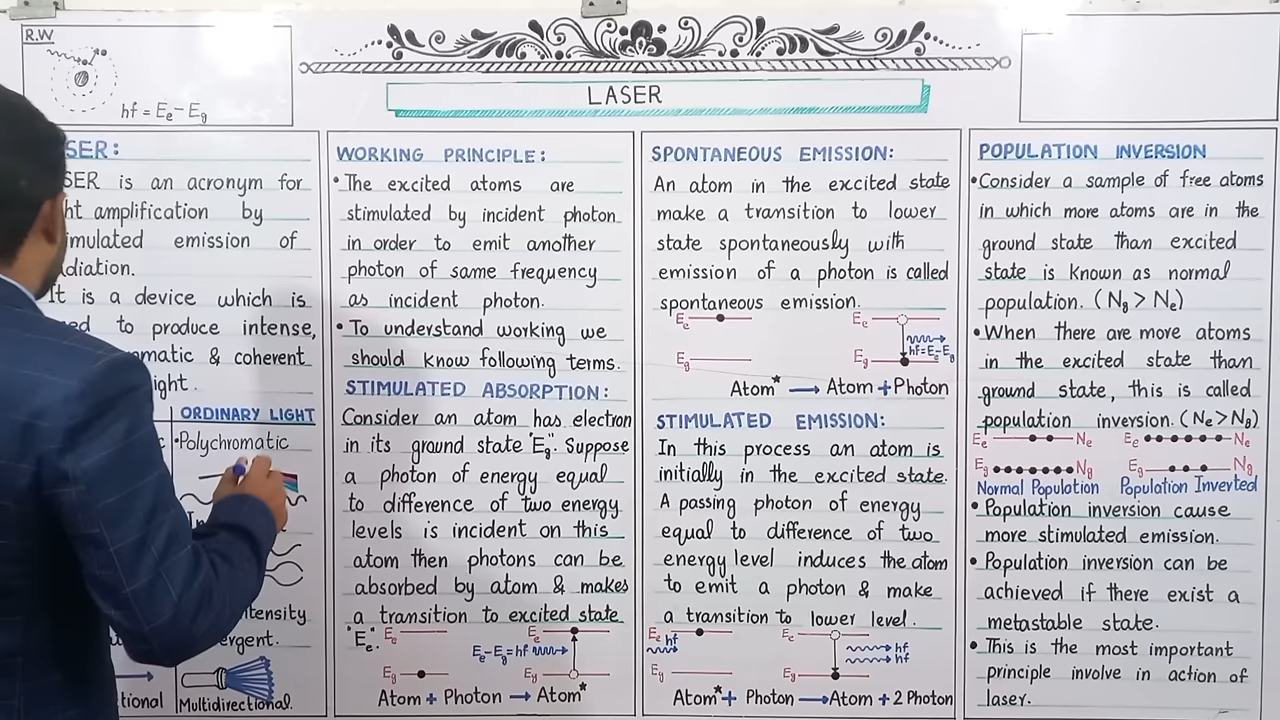 R.W
hf = Ee - Eg
LASER
SER:
SER is an acronym for
ht amplification by
imulated emission of
diation.
It is a device which is
ed to produce intense,
matic & coherent
ight.
ORDINARY LIGHT
c •Polychromatic
In
tensity
ergent.
tional Multidirectional.
WORKING PRINCIPLE:
•The excited atoms are
stimulated by incident photon
in order to emit another
photon of same frequency
as incident photon.
• To understand working we
should know following terms.
STIMULATED ABSORPTION:
Consider an atom has electron
in its ground state "Eg". Suppose
a photon of energy equal
to difference of two energy
levels is incident on this
atom then photons can be
absorbed by atom & makes
a transition to excited state
"Ee".
Ee Ee
Ee-Eg=hf
Eg Eg
Atom + Photon → Atom*
SPONTANEOUS EMISSION:
An atom in the excited state
make a transition to lower
state spontaneously with
emission of a photon is called
spontaneous emission.
Ee Ee
hf=Ee-Eg
Eg Eg
Atom* → Atom + Photon
STIMULATED EMISSION:
In this process an atom is
initially in the excited state.
A passing photon of energy
equal to difference of two
energy level induces the atom
to emit a photon & make
a transition to lower level.
Ee Ee
hf hf
hf
Eg Eg
Atom* + Photon → Atom + 2 Photon
POPULATION INVERSION
•Consider a sample of free atoms
in which more atoms are in the
ground state than excited
state is known as normal
population. (Ng > Ne)
•When there are more atoms
in the excited state than
ground state, this is called
population inversion. (Ne > Ng)
Ee Ne Ee Ne
Eg Ng Eg Ng
Normal Population Population Inverted
• Population inversion cause
more stimulated emission.
• Population inversion can be
achieved if there exist a
metastable state.
• This is the most important
principle involve in action of
laser.